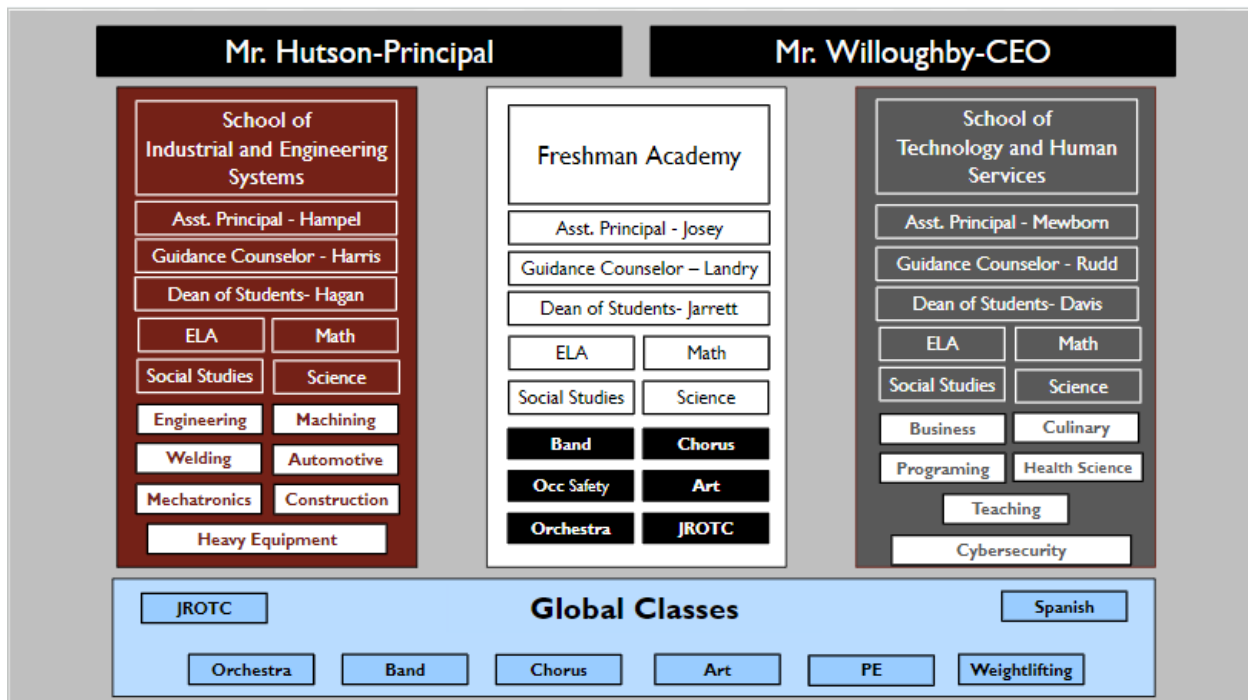 Mr. Hutson-Principal
Mr. Willoughby-CEO
School of
Industrial and Engineering
Systems
Asst. Principal - Hampel
Guidance Counselor - Harris
Dean of Students- Hagan
ELA
Math
Social Studies
Science
Engineering
Machining
Welding
Automotive
Mechatronics
Construction
Heavy Equipment
Freshman Academy
Asst. Principal - Josey
Guidance Counselor – Landry
Dean of Students- Jarrett
ELA
Math
Social Studies
Science
Band
Chorus
Occ Safety
Art
Orchestra
JROTC
School of
Technology and Human
Services
Asst. Principal - Mewborn
Guidance Counselor - Rudd
Dean of Students- Davis
ELA
Math
Social Studies
Science
Business
Culinary
Programing
Health Science
Teaching
Cybersecurity
JROTC
Global Classes
Spanish
Orchestra
Band
Chorus
Art
PE
Weightlifting